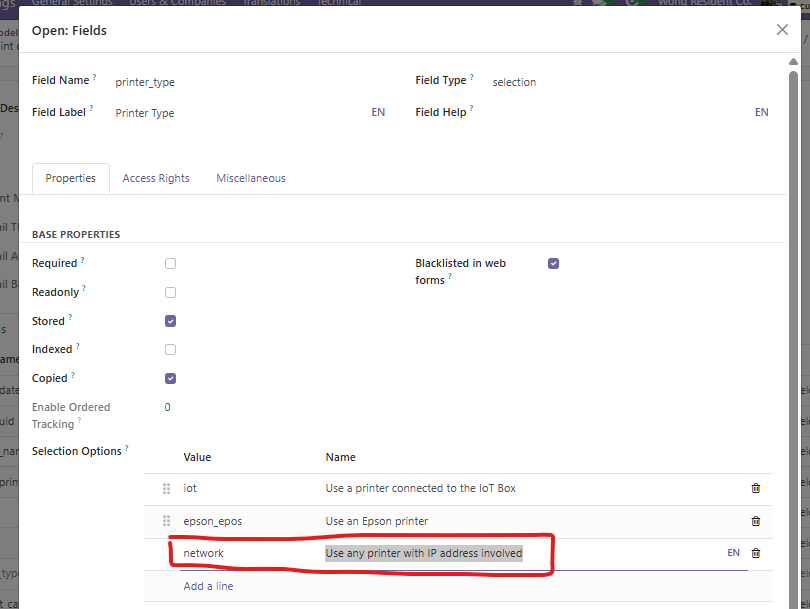 General Settings Users & Companies Translations Technical
Open: Fields
Field Name ? printer_type Field Type ? selection
Field Label ? Printer Type EN Field Help ? EN
Properties Access Rights Miscellaneous
BASE PROPERTIES
Required ? Blacklisted in web
forms ?
Readonly ?
Stored ?
Indexed ?
Copied ?
Enable Ordered 0
Tracking ?
Selection Options ? Value Name
iot Use a printer connected to the IoT Box
epson_epos Use an Epson printer
network Use any printer with IP address involved EN
Add a line